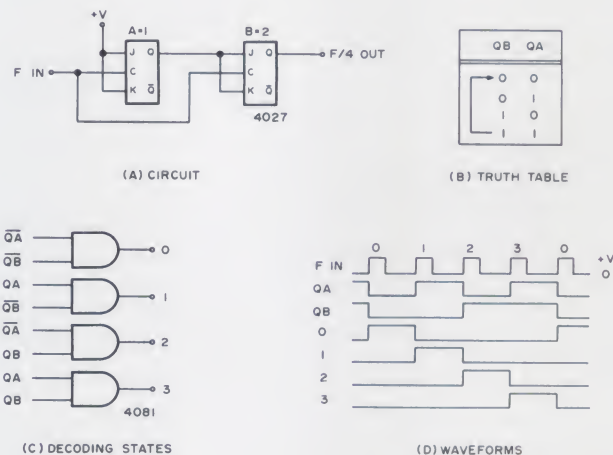 +V
A=1
B=2
J Q
J Q
F/4 OUT
F IN
C
C
K Q̅
K Q̅
4027
(A) CIRCUIT
QB QA
0 0
0 1
1 0
1 1
(B) TRUTH TABLE
Q̅A̅
Q̅B̅
0
QA
Q̅B̅
1
Q̅A̅
QB
2
QA
QB
3
4081
(C) DECODING STATES
0 1 2 3 0
F IN
+V
0
QA
QB
0
1
2
3
(D) WAVEFORMS